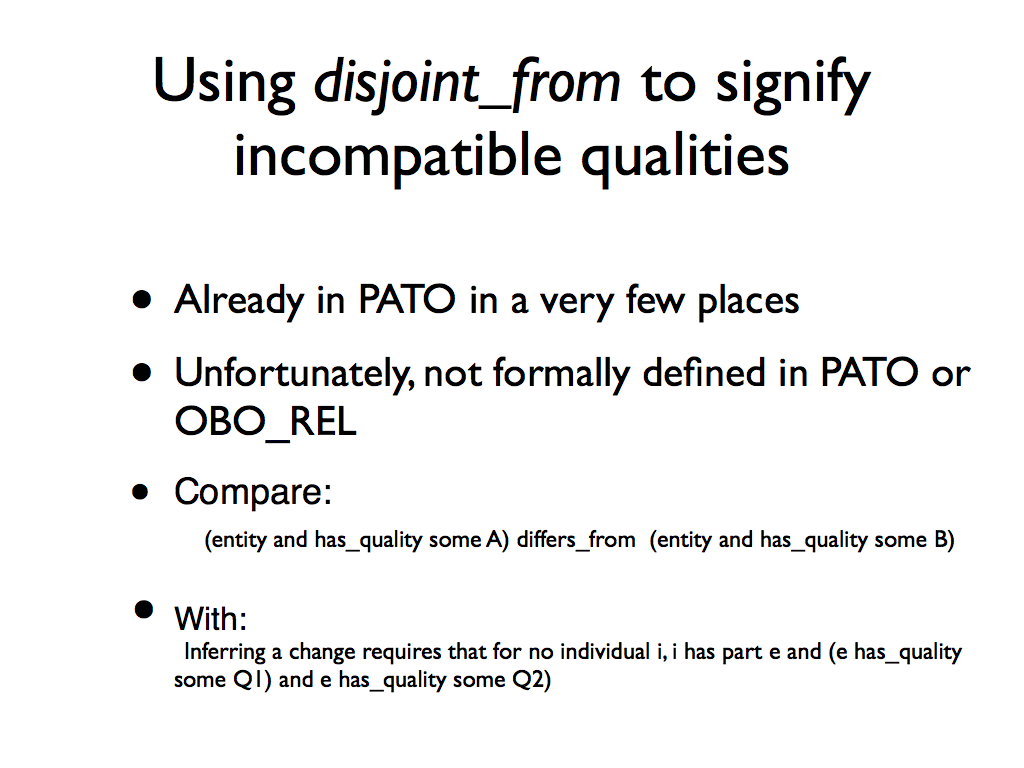 Using disjoint_from to signify
incompatible qualities
• Already in PATO in a very few places
• Unfortunately, not formally defined in PATO or
OBO_REL
• Compare:
(entity and has_quality some A) differs_from (entity and has_quality some B)
• With:
Inferring a change requires that for no individual i, i has part e and (e has_quality
some Q1) and e has_quality some Q2)